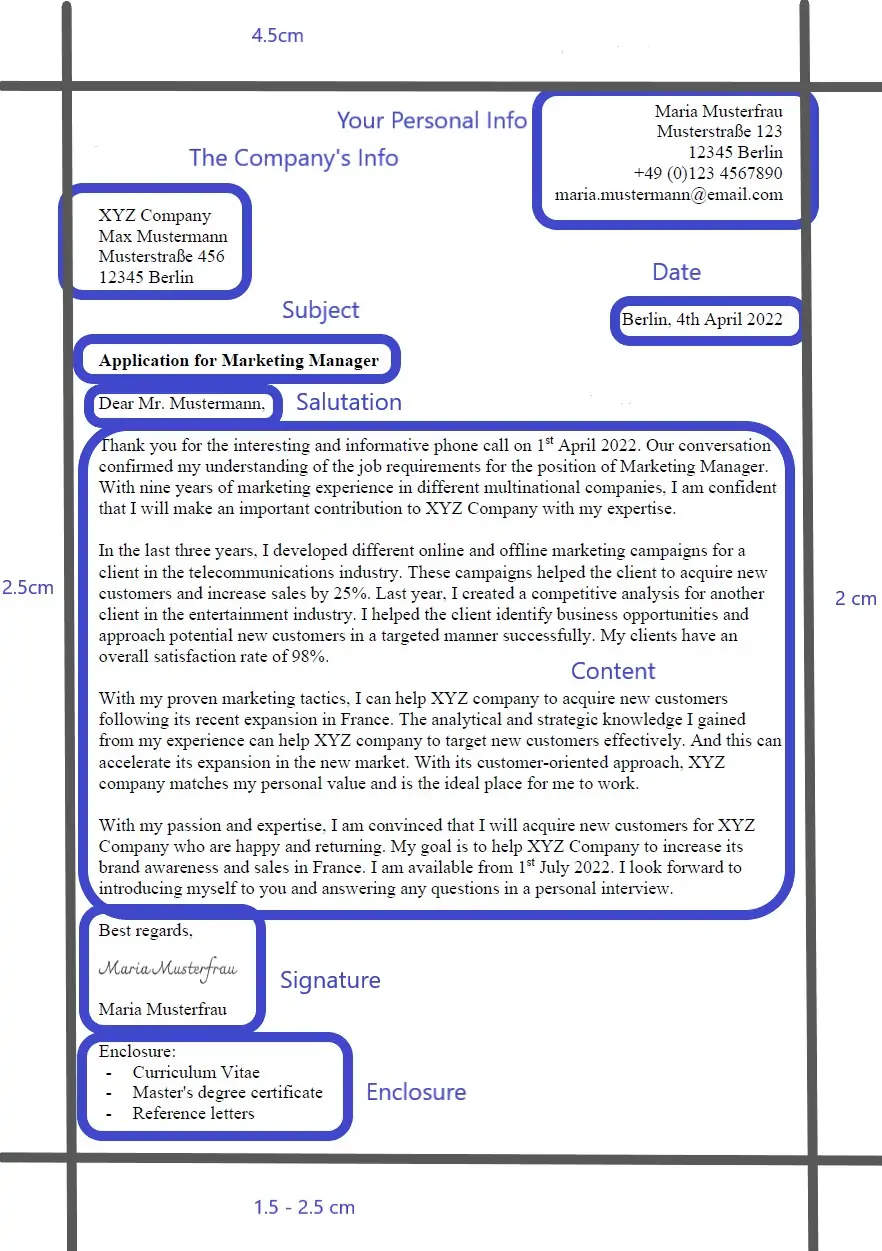 4.5cm
Your Personal Info
Maria Musterfrau
Musterstraße 123
12345 Berlin
+49 (0)123 4567890
maria.mustermann@email.com
The Company's Info
XYZ Company
Max Mustermann
Musterstraße 456
12345 Berlin
Date
Berlin, 4th April 2022
Subject
Application for Marketing Manager
Dear Mr. Mustermann,
Salutation
Thank you for the interesting and informative phone call on 1st April 2022. Our conversation
confirmed my understanding of the job requirements for the position of Marketing Manager.
With nine years of marketing experience in different multinational companies, I am confident
that I will make an important contribution to XYZ Company with my expertise.
In the last three years, I developed different online and offline marketing campaigns for a
client in the telecommunications industry. These campaigns helped the client to acquire new
customers and increase sales by 25%. Last year, I created a competitive analysis for another
client in the entertainment industry. I helped the client identify business opportunities and
approach potential new customers in a targeted manner successfully. My clients have an
overall satisfaction rate of 98%.
2.5cm
2 cm
Content
With my proven marketing tactics, I can help XYZ company to acquire new customers
following its recent expansion in France. The analytical and strategic knowledge I gained
from my experience can help XYZ company to target new customers effectively. And this can
accelerate its expansion in the new market. With its customer-oriented approach, XYZ
company matches my personal value and is the ideal place for me to work.
With my passion and expertise, I am convinced that I will acquire new customers for XYZ
Company who are happy and returning. My goal is to help XYZ Company to increase its
brand awareness and sales in France. I am available from 1st July 2022. I look forward to
introducing myself to you and answering any questions in a personal interview.
Best regards,
Maria Musterfrau
Signature
Maria Musterfrau
Enclosure:
- Curriculum Vitae
- Master's degree certificate
- Reference letters
Enclosure
1.5 - 2.5 cm